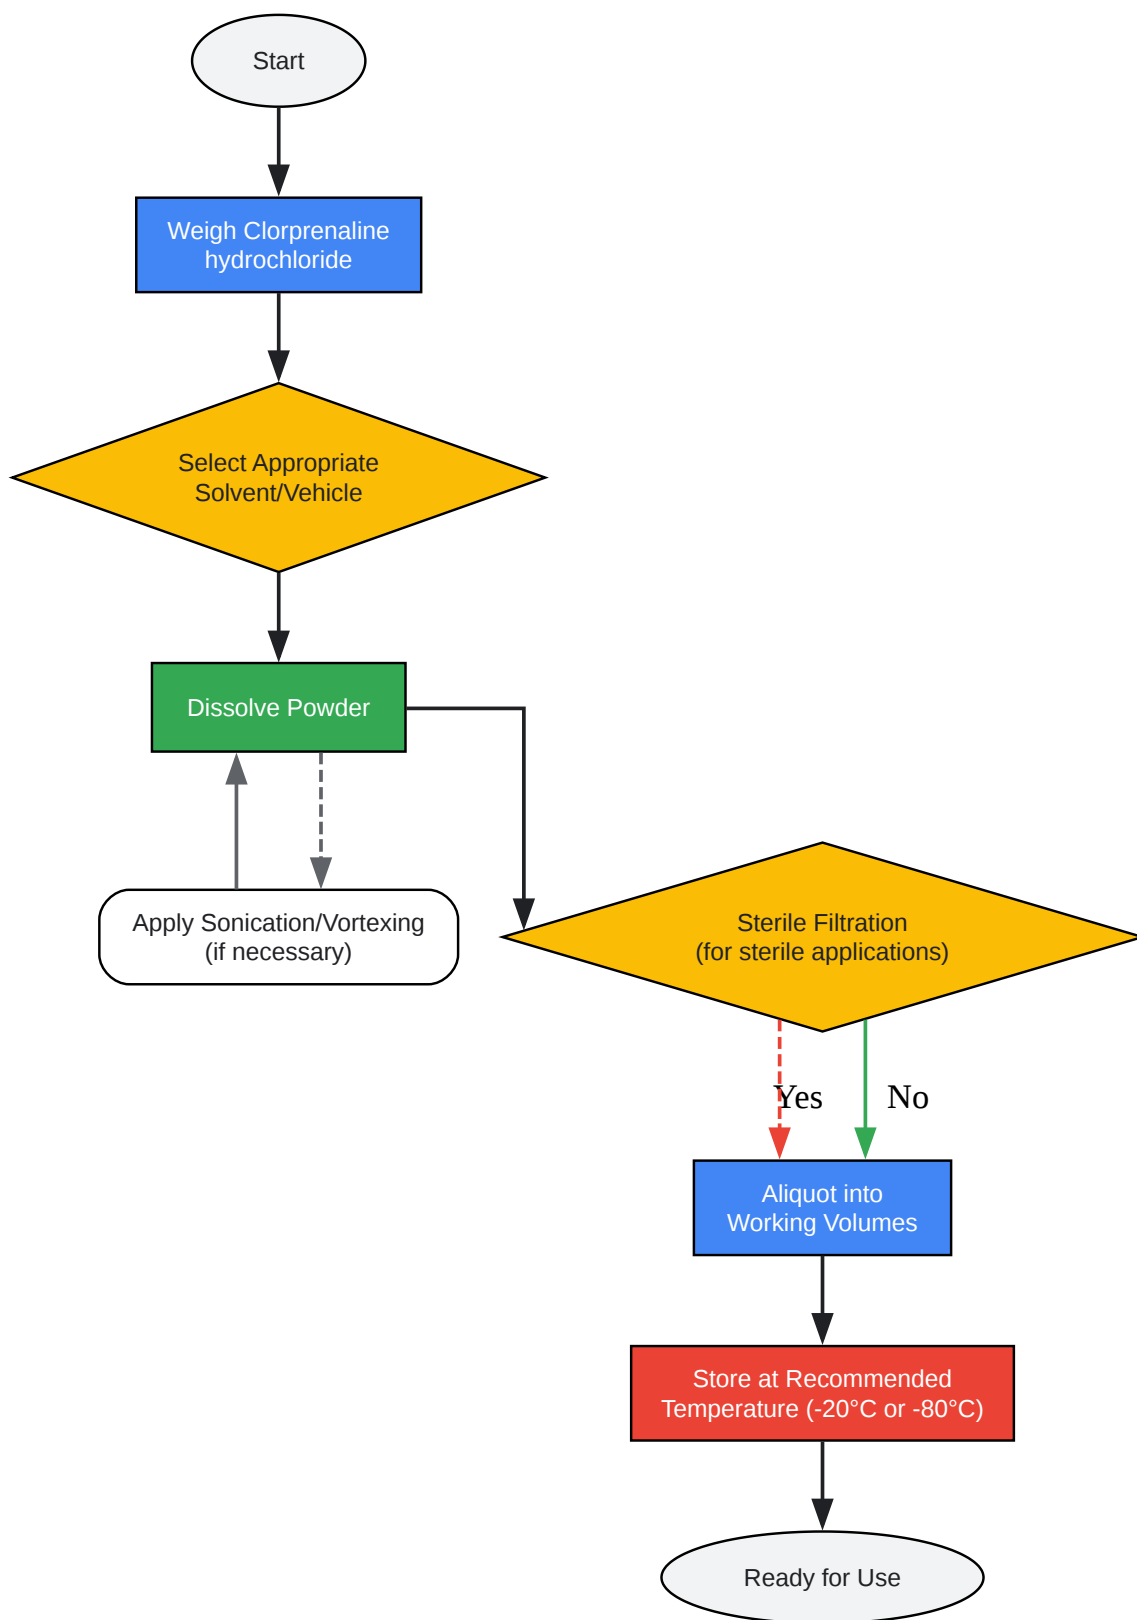 Start
Weigh Clorprenaline
hydrochloride
Select Appropriate
Solvent/Vehicle
Dissolve Powder
Apply Sonication/Vortexing
(if necessary)
Sterile Filtration
(for sterile applications)
Yes
No
Aliquot into
Working Volumes
Store at Recommended
Temperature (-20°C or -80°C)
Ready for Use